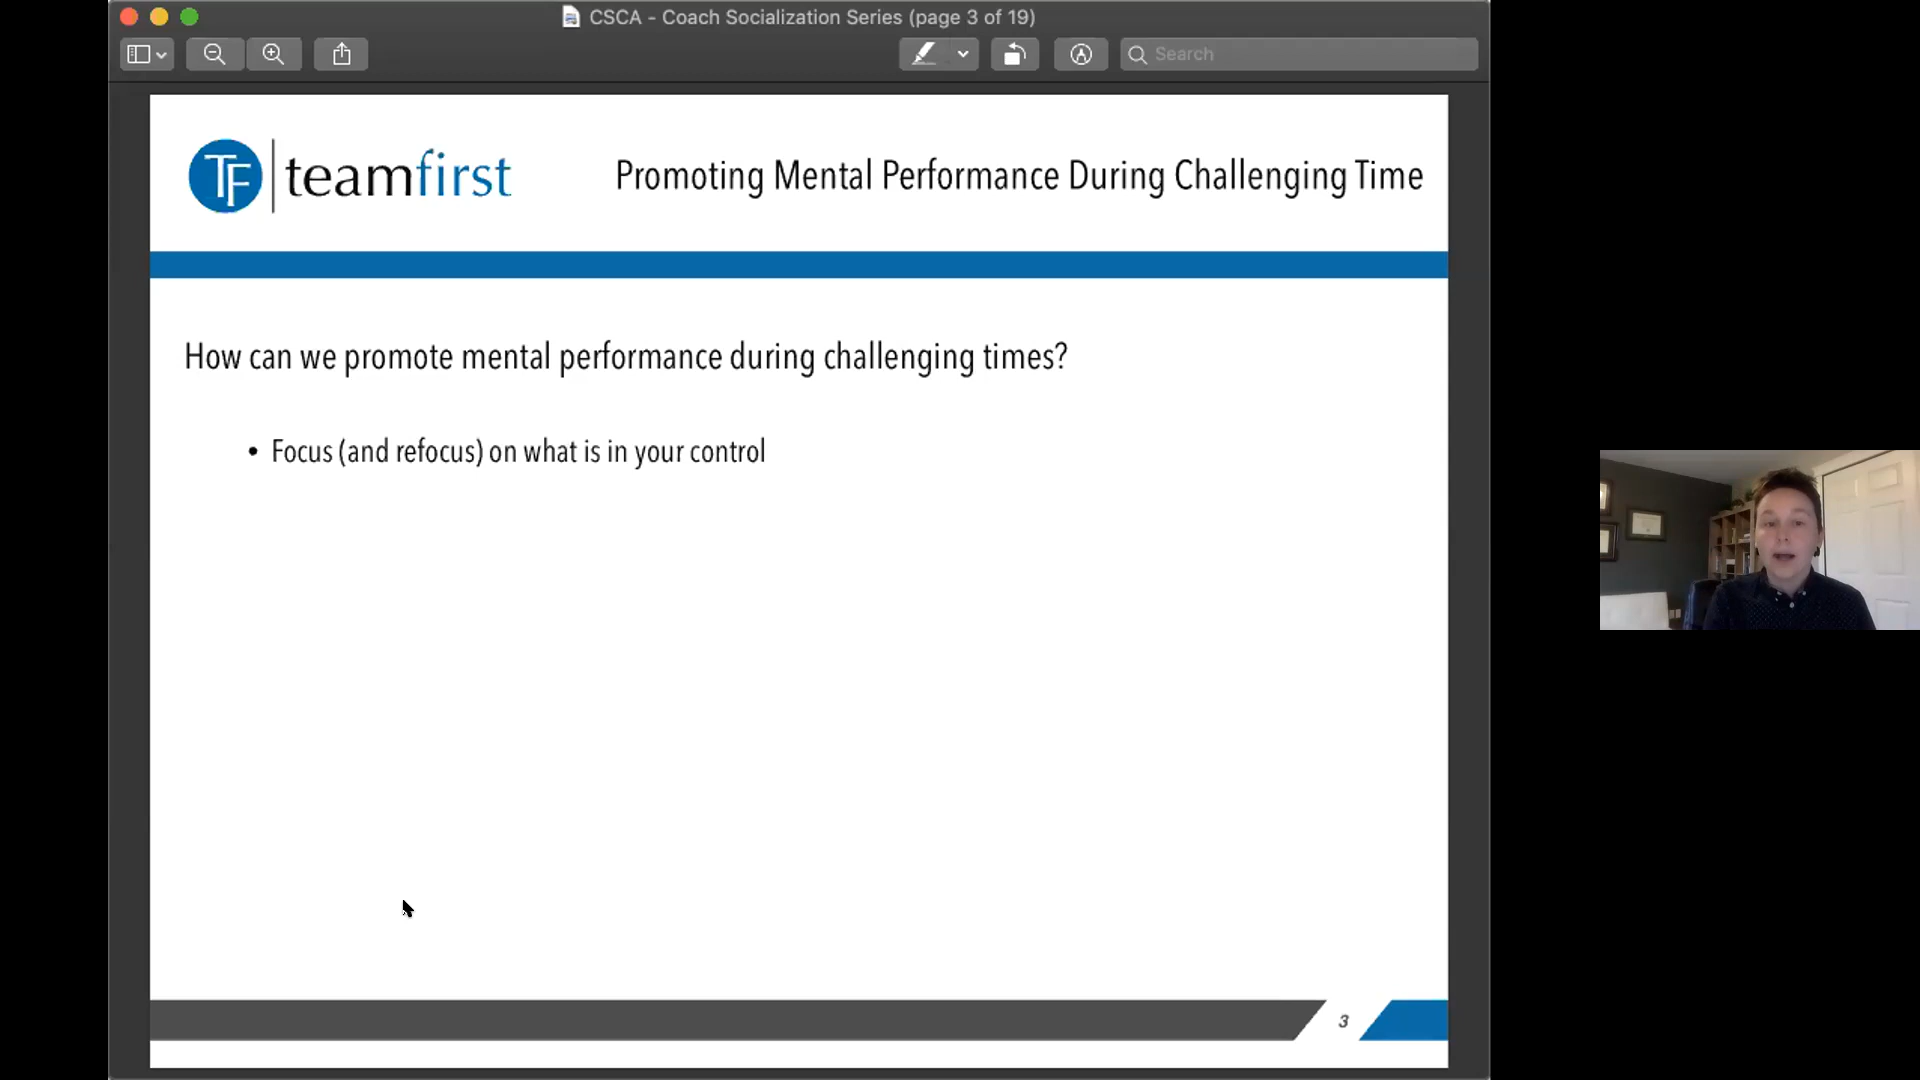 CSCA - Coach Socialization Series (page 3 of 19)
Search
TF teamfirst
Promoting Mental Performance During Challenging Time
How can we promote mental performance during challenging times?
• Focus (and refocus) on what is in your control
3